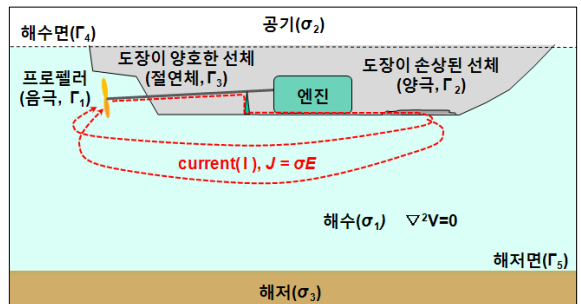 공기(σ₂)
해수면(Γ₄)
도장이 양호한 선체
(절연체, Γ₃)
도장이 손상된 선체
(양극, Γ₂)
프로펠러
(음극, Γ₁)
엔진
current( I ), J = σE
해수(σ₁) ▽²V=0
해저면(Γ₅)
해저(σ₃)